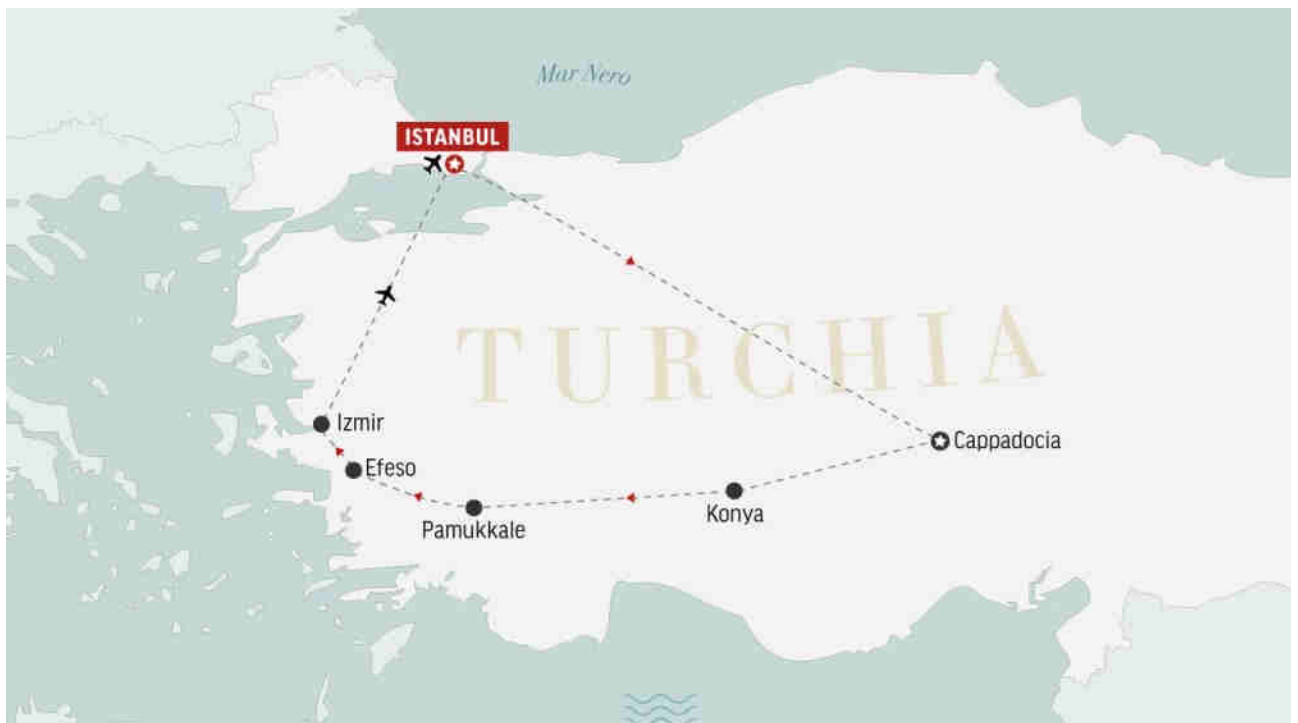 Mar Nero
ISTANBUL
TURCHIA
Izmir
Cappadocia
Efeso
Konya
Pamukkale